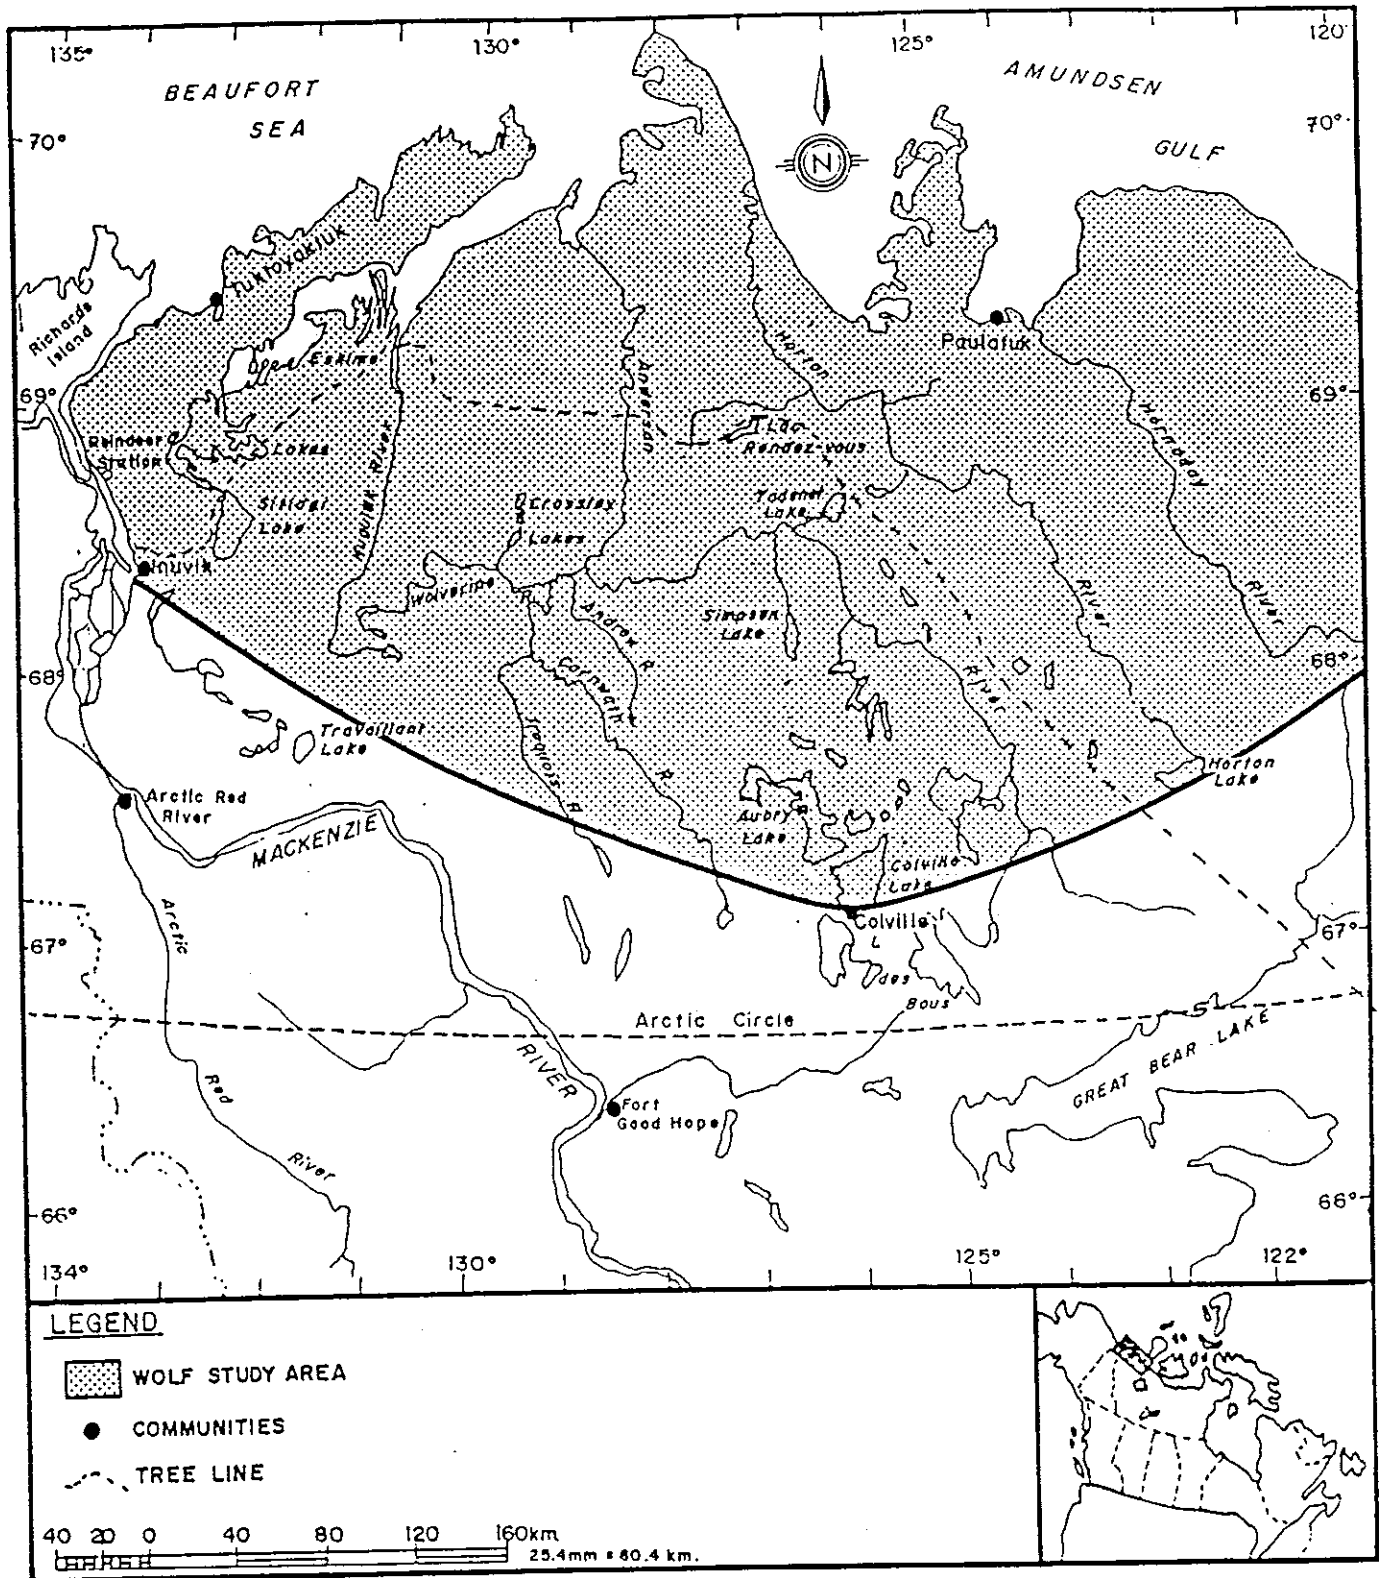 135°
130°
125°
120°
BEAUFORT
SEA
AMUNDSEN
GULF
70°
70°
N
Tuktoyaktuk
Richards
Island
Eskimo
Lakes
Paulatuk
Horton
Anderson
69°
69°
Reindeer
Station
Sitidgi
Lake
Kugulak River
Lac
Rendez-vous
Hornaday
River
Crossley
Lakes
Tadenet
Lake
Inuvik
Wolverine
Andrew R.
Simpson
Lake
River
River
68°
68°
Carnwath R.
Iroquois R.
Travaillant
Lake
Horton
Lake
Arctic Red
River
MACKENZIE
RIVER
Aubry
Lake
Colville
Lake
Colville
L
des
Bous
67°
67°
Arctic
Red
River
Arctic Circle
GREAT BEAR LAKE
Fort
Good Hope
66°
66°
134°
130°
125°
122°
LEGEND
WOLF STUDY AREA
COMMUNITIES
TREE LINE
40 20 0 40 80 120 160km
25.4mm = 80.4 km.